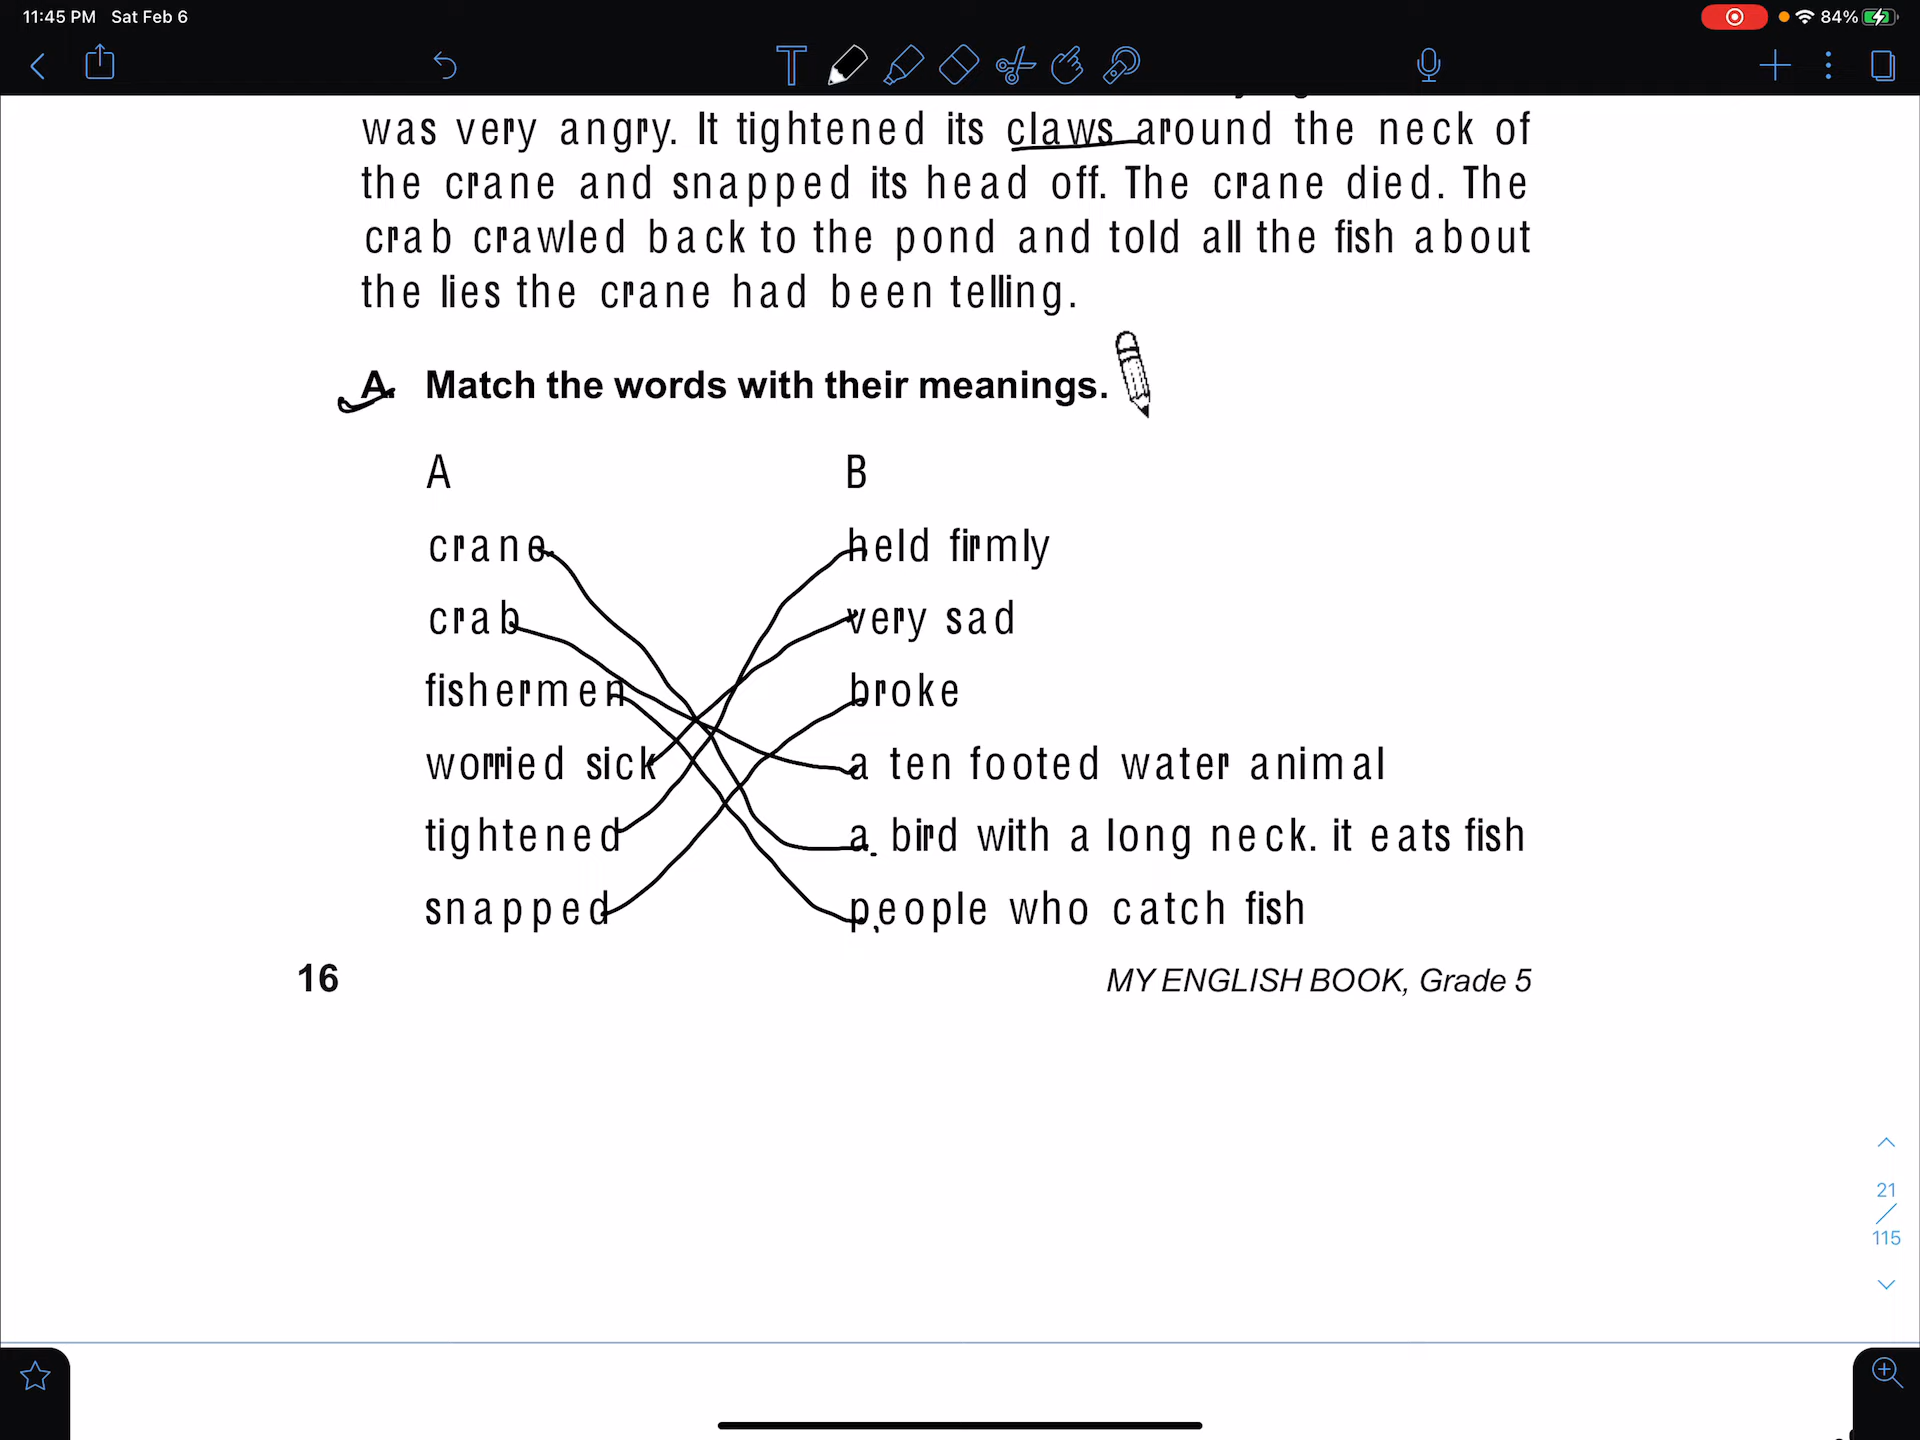 11:45 PM Sat Feb 6 84%
was very angry. It tightened its claws around the neck of
the crane and snapped its head off. The crane died. The
crab crawled back to the pond and told all the fish about
the lies the crane had been telling.
A. Match the words with their meanings.
A B
crane held firmly
crab very sad
fishermen broke
worried sick a ten footed water animal
tightened a bird with a long neck. it eats fish
snapped people who catch fish
16 MY ENGLISH BOOK, Grade 5
21
/
115